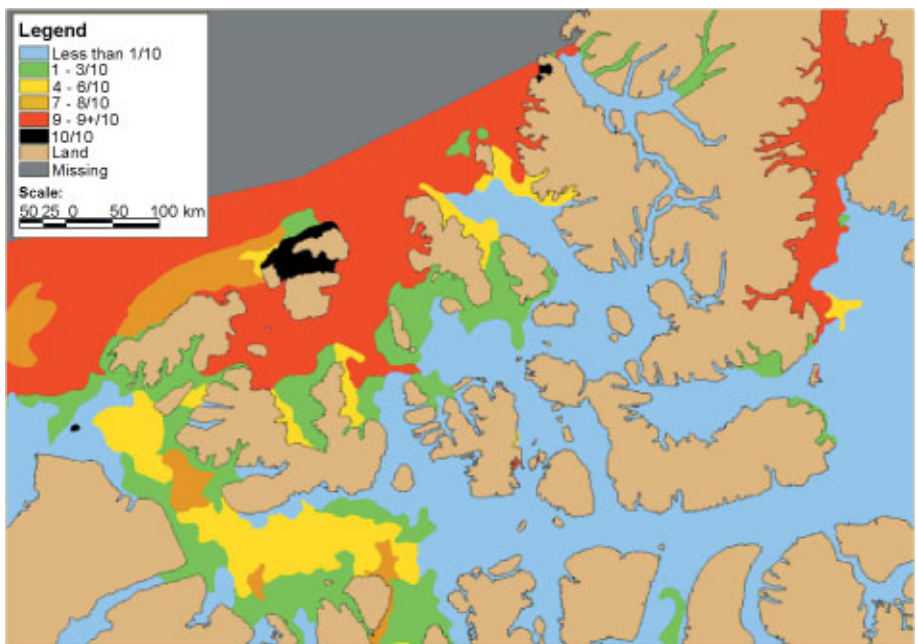 Legend
Less than 1/10
1 - 3/10
4 - 6/10
7 - 8/10
9 - 9+/10
10/10
Land
Missing
Scale:
50 25 0 50 100 km